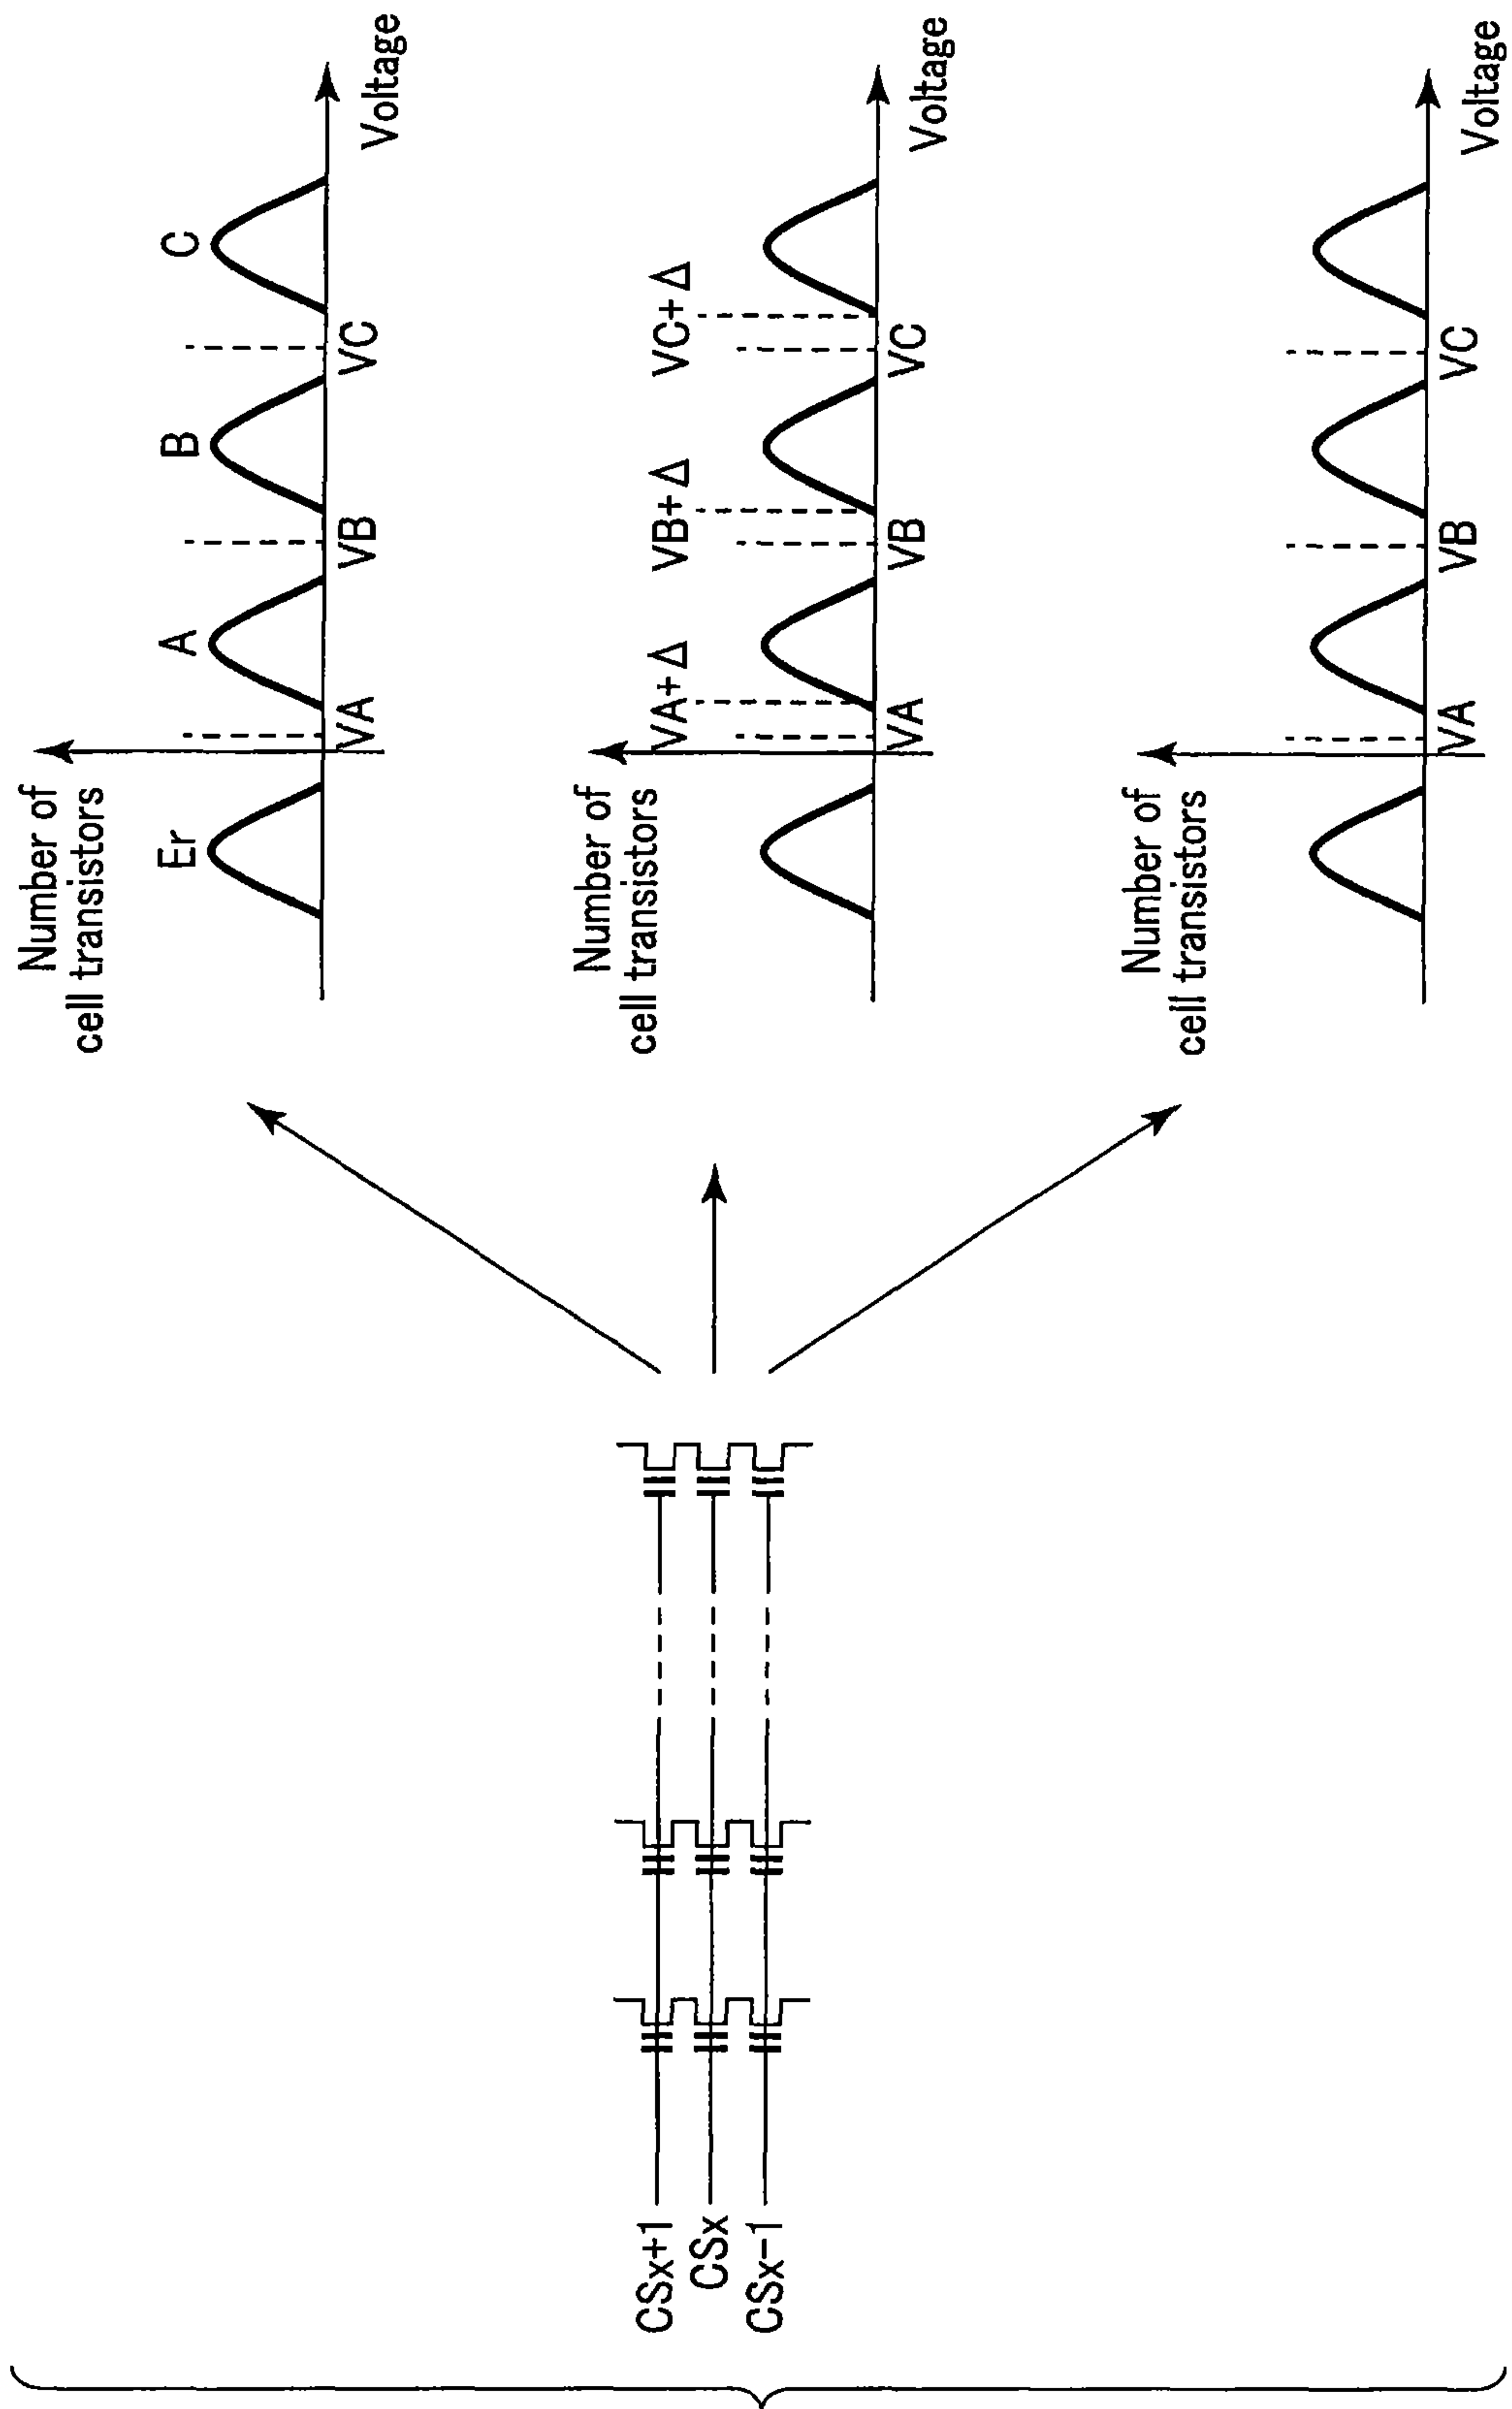 Number of
cell transistors
Er
A
B
C
VA
VB
VC
Voltage
Number of
cell transistors
VA+Δ
VB+Δ
VC+Δ
VA
VB
VC
Voltage
Number of
cell transistors
VA
VB
VC
Voltage
CSx+1
CSx
CSx-1